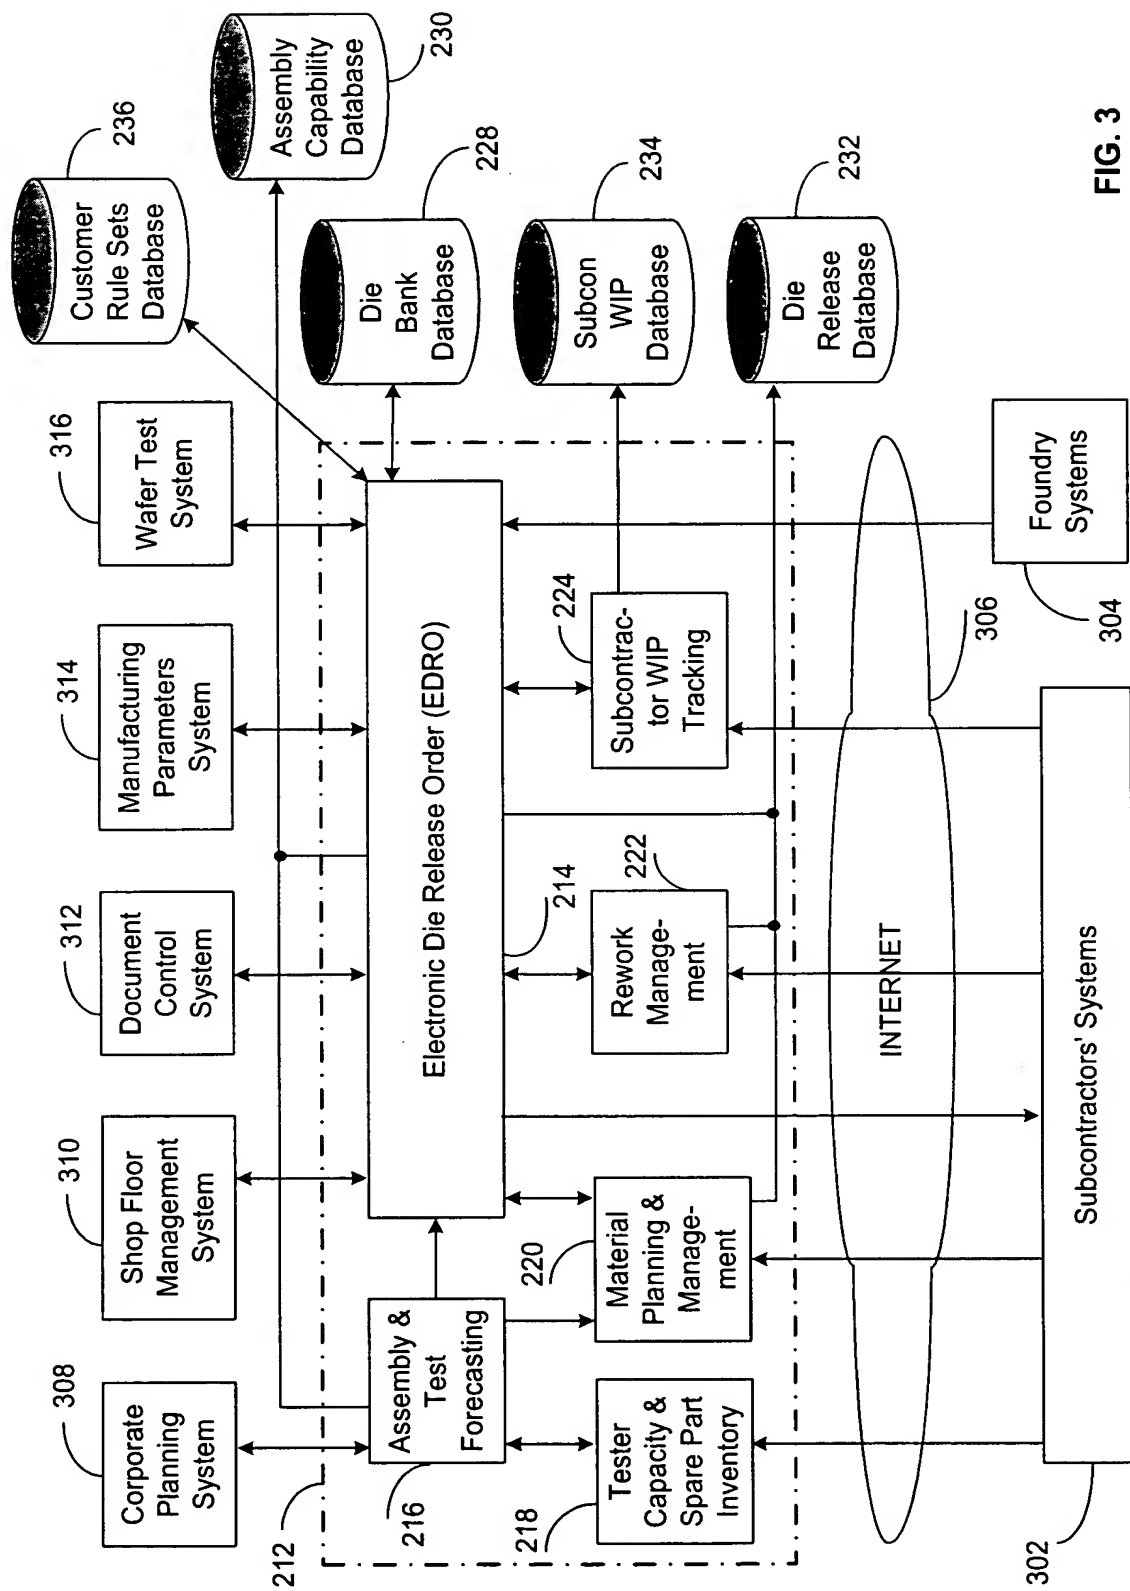 308
Corporate
Planning
System
310
Shop Floor
Management
System
312
Document
Control
System
314
Manufacturing
Parameters
System
316
Wafer Test
System
236
Customer
Rule Sets
Database
230
Assembly
Capability
Database
212
216
Assembly &
Test
Forecasting
Electronic Die Release Order (EDRO)
214
228
Die
Bank
Database
218
Tester
Capacity &
Spare Part
Inventory
220
Material
Planning &
Manage-
ment
222
Rework
Manage-
ment
224
Subcontrac-
tor WIP
Tracking
234
Subcon
WIP
Database
232
Die
Release
Database
INTERNET
306
302
Subcontractors' Systems
304
Foundry
Systems
FIG. 3